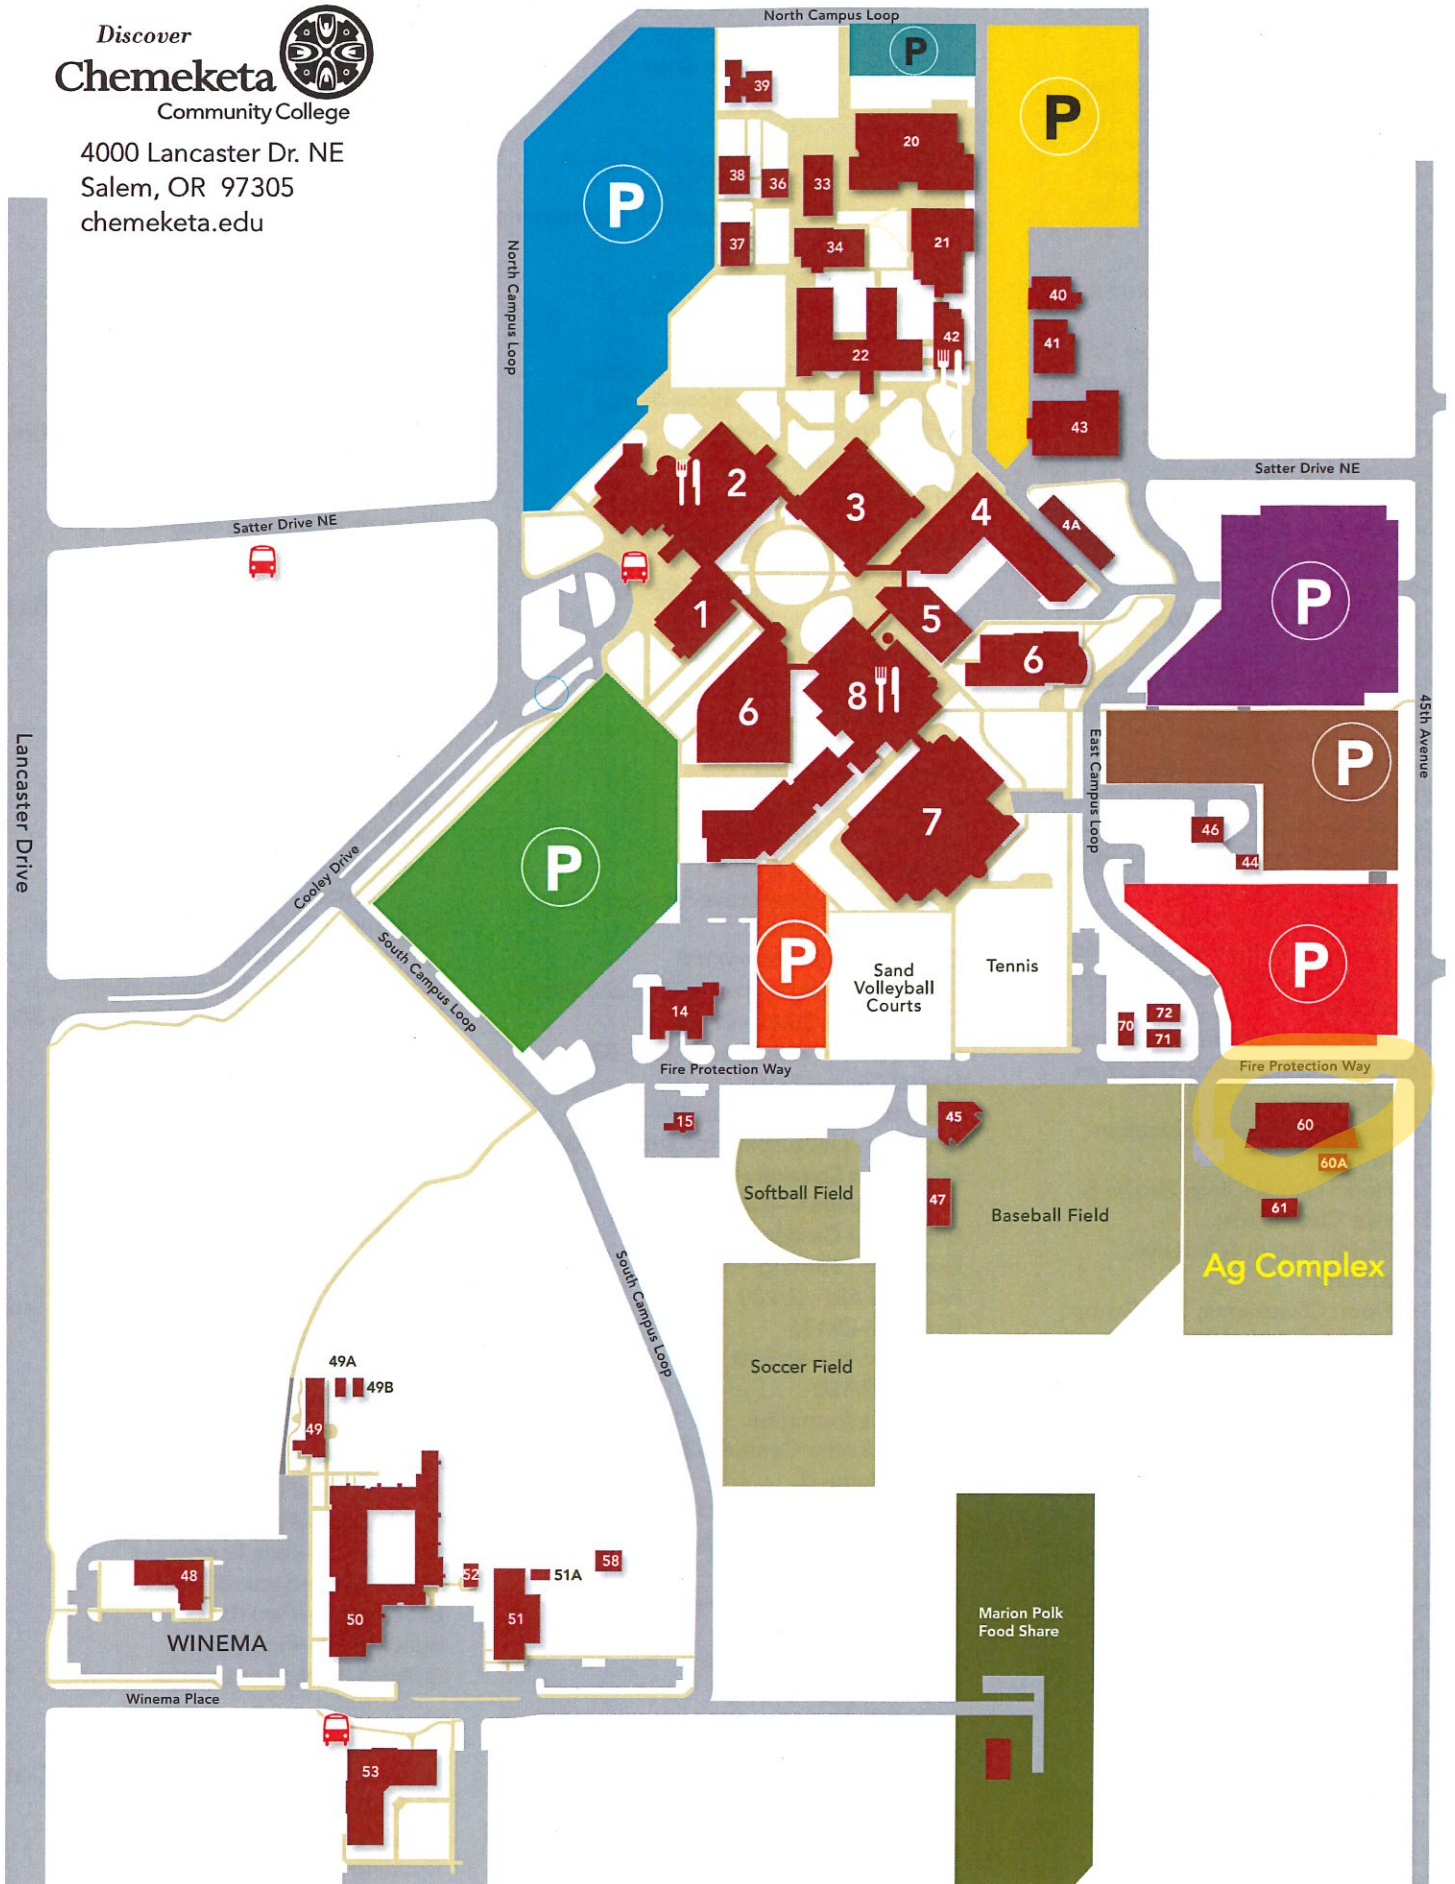 Discover
Chemeketa
Community College
4000 Lancaster Dr. NE
Salem, OR 97305
chemeketa.edu
North Campus Loop
P
P
P
39
20
38
36
33
37
34
21
North Campus Loop
40
41
42
22
43
Satter Drive NE
Satter Drive NE
2
3
4
4A
P
1
5
6
6
8
45th Avenue
Lancaster Drive
East Campus Loop
P
7
46
44
Cooley Drive
P
South Campus Loop
P
Sand
Volleyball
Courts
Tennis
P
14
70
72
71
Fire Protection Way
Fire Protection Way
15
45
60
60A
47
61
Softball Field
Baseball Field
Ag Complex
South Campus Loop
Soccer Field
49A
49B
49
48
52
51A
58
50
51
WINEMA
Marion Polk
Food Share
Winema Place
53